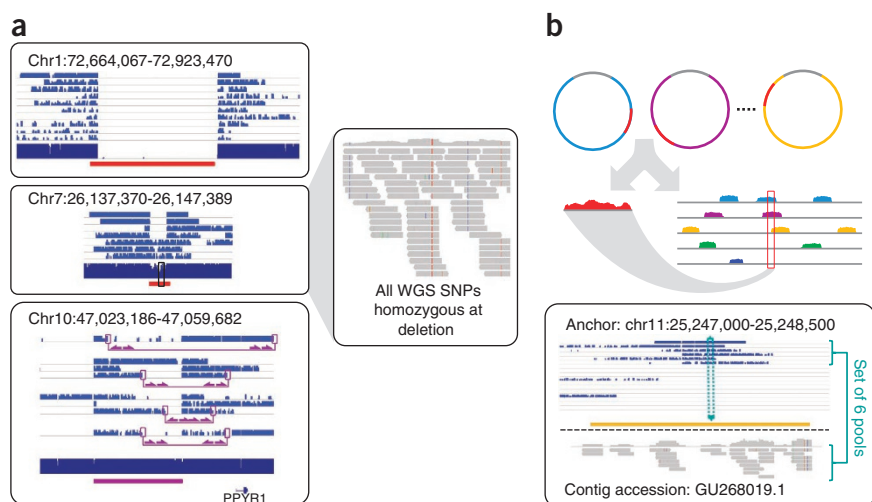 a
Chr1:72,664,067-72,923,470
Chr7:26,137,370-26,147,389
Chr10:47,023,186-47,059,682
PPYR1
All WGS SNPs
homozygous at
deletion
b
Anchor: chr11:25,247,000-25,248,500
Set of 6 pools
Contig accession: GU268019.1